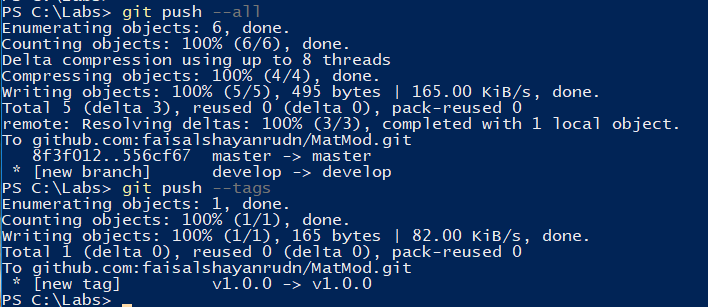 PS C:\Labs> git push --all
Enumerating objects: 6, done.
Counting objects: 100% (6/6), done.
Delta compression using up to 8 threads
Compressing objects: 100% (4/4), done.
Writing objects: 100% (5/5), 495 bytes | 165.00 KiB/s, done.
Total 5 (delta 3), reused 0 (delta 0), pack-reused 0
remote: Resolving deltas: 100% (3/3), completed with 1 local object.
To github.com:faisalshayanrudn/MatMod.git
   8f3f012..556cf67  master -> master
 * [new branch]      develop -> develop
PS C:\Labs> git push --tags
Enumerating objects: 1, done.
Counting objects: 100% (1/1), done.
Writing objects: 100% (1/1), 165 bytes | 82.00 KiB/s, done.
Total 1 (delta 0), reused 0 (delta 0), pack-reused 0
To github.com:faisalshayanrudn/MatMod.git
 * [new tag]         v1.0.0 -> v1.0.0
PS C:\Labs>